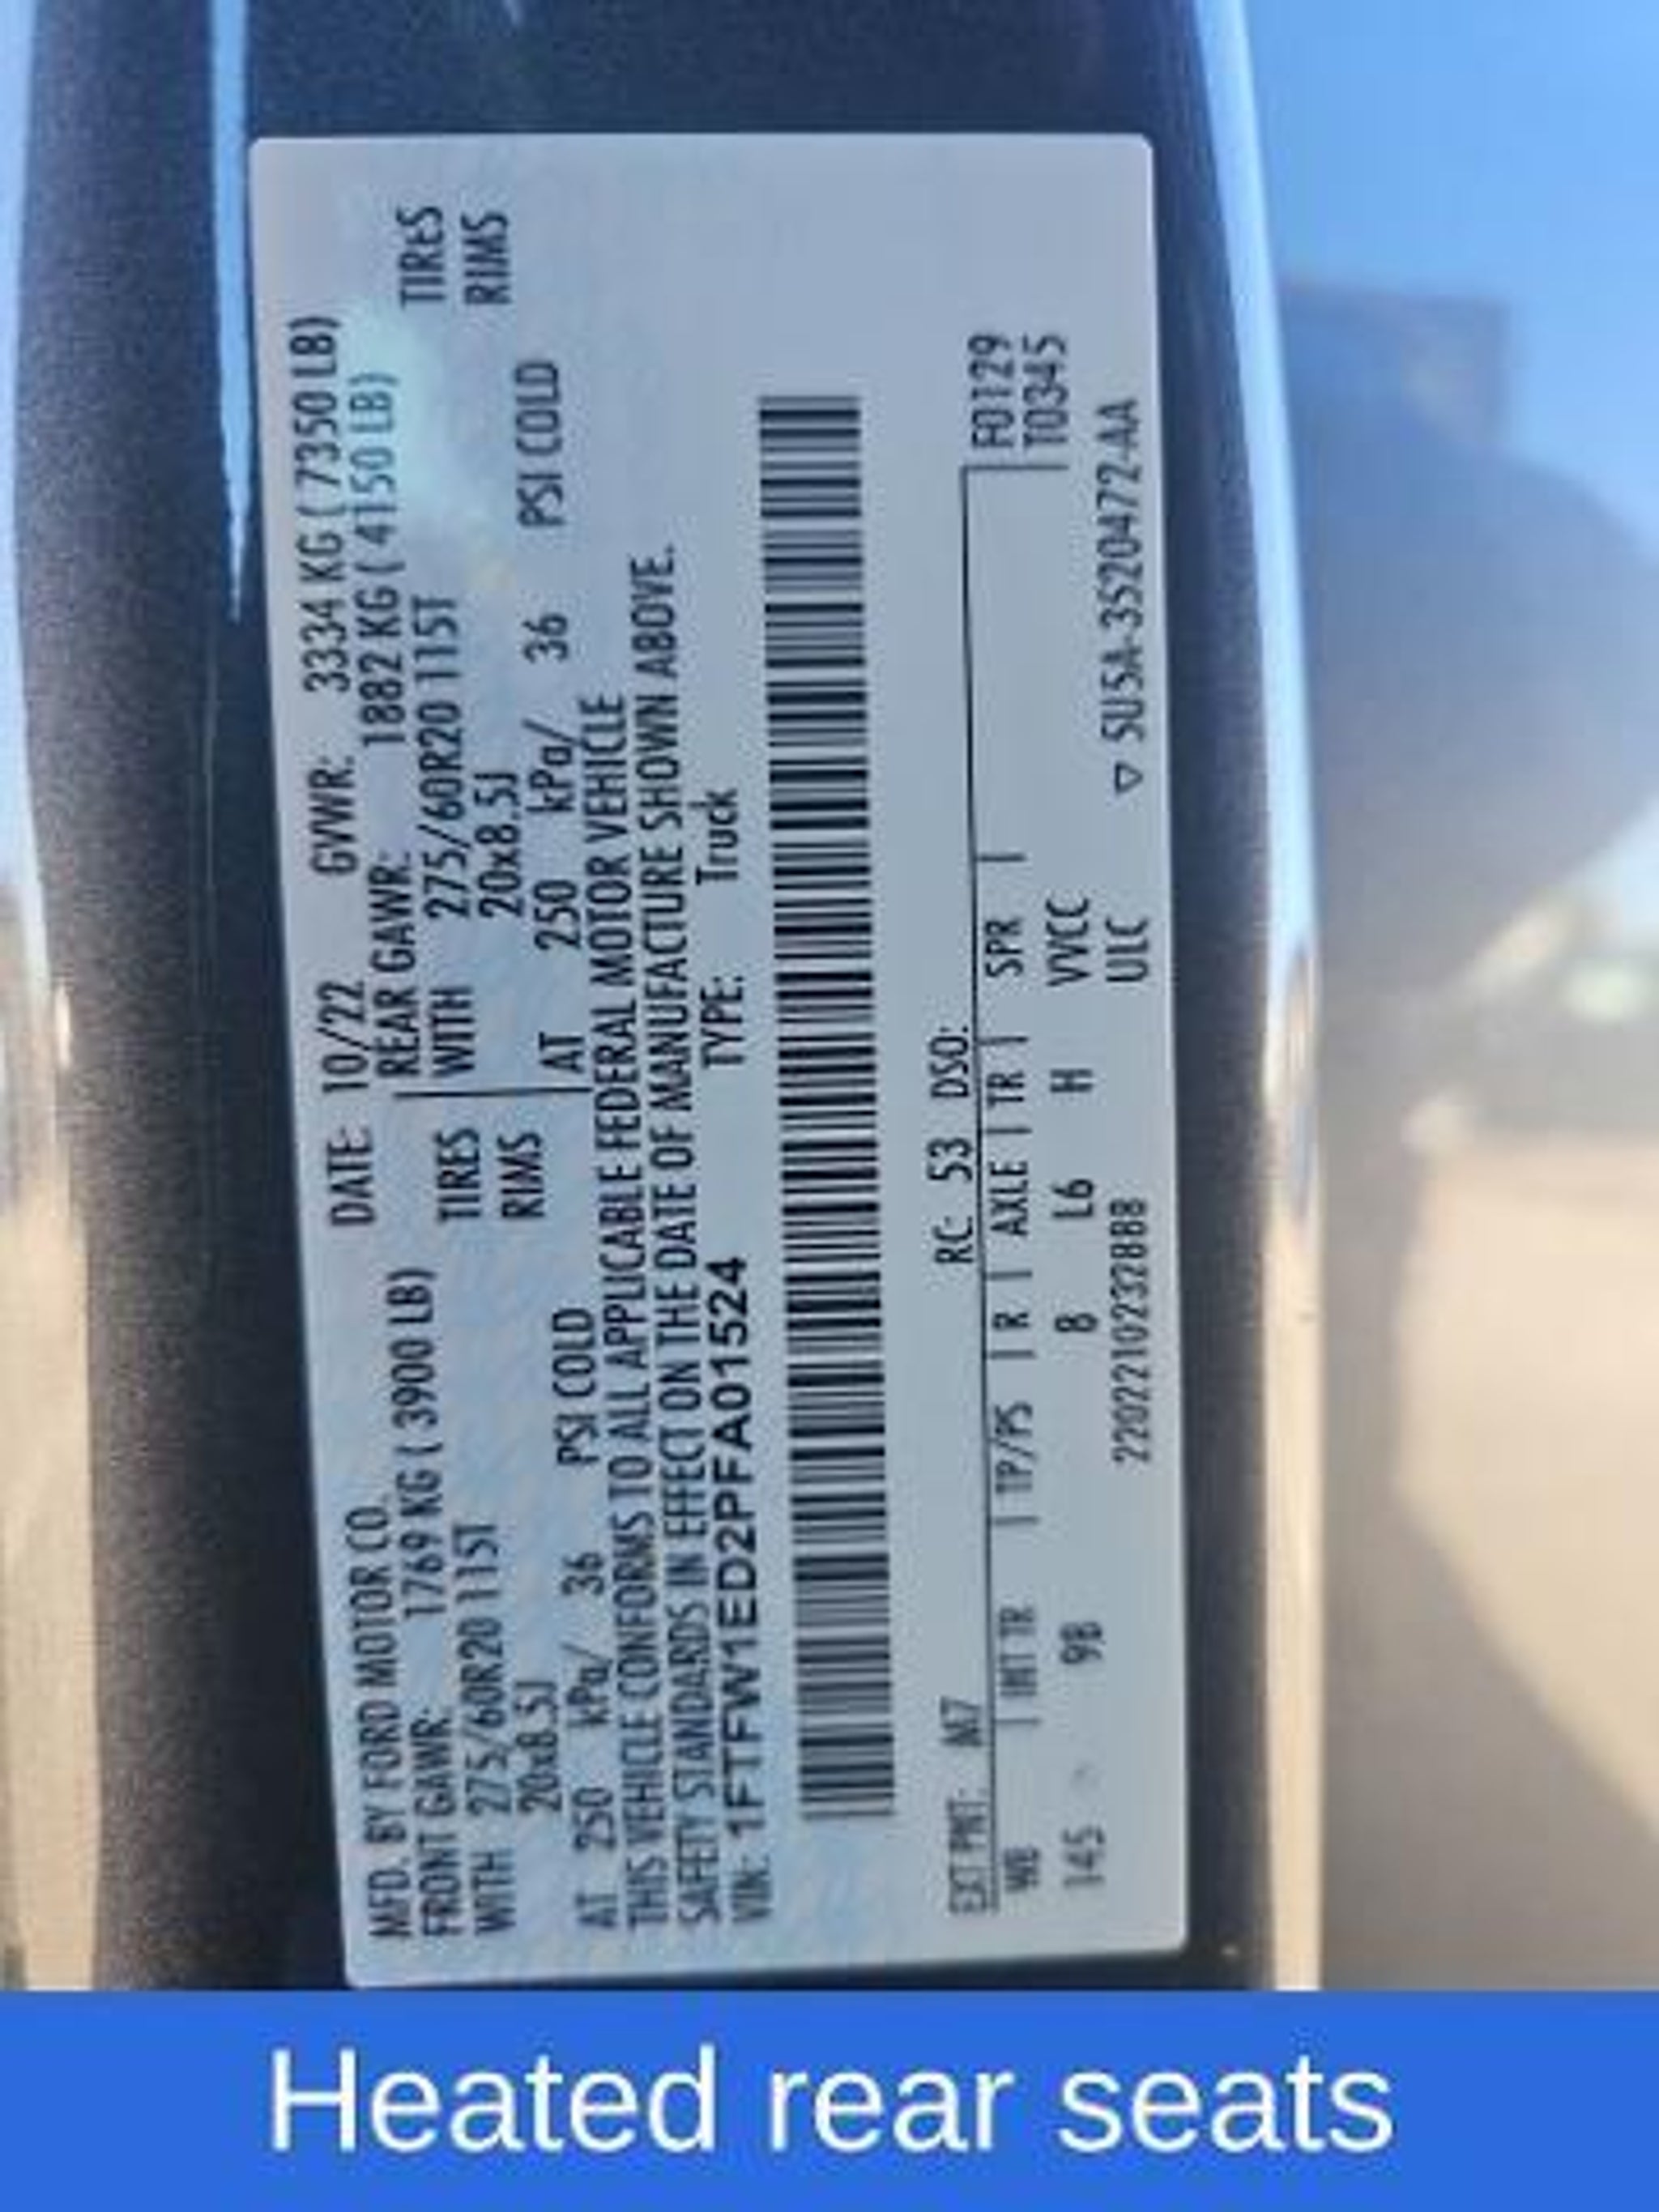 MFD. BY FORD MOTOR CO. DATE: 10/22 GVWR: 3334 KG ( 7350 LB)
FRONT GAWR: 1769 KG ( 3900 LB) REAR GAWR: 1882 KG ( 4150 LB)
WITH 275/60R20 115T TIRES WITH 275/60R20 115T TIRES
20x8.5J RIMS 20x8.5J RIMS
AT 250 kPa/ 36 PSI COLD AT 250 kPa/ 36 PSI COLD
THIS VEHICLE CONFORMS TO ALL APPLICABLE FEDERAL MOTOR VEHICLE
SAFETY STANDARDS IN EFFECT ON THE DATE OF MANUFACTURE SHOWN ABOVE.
VIN: 1FTFW1ED2PFA01524 TYPE: Truck
EXT PNT: M7 RC: 53 DSO:
WB | INT TR | TP/PS | R | AXLE | TR | SPR | F0129
T0345
145 9B 8 L6 H VVCC
2202210232888 ULC ▽ 5U5A-3520472-AA
Heated rear seats